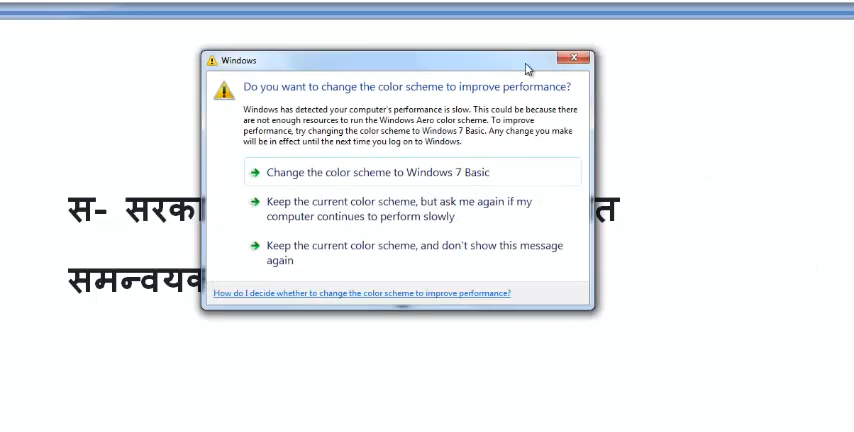 Windows
Do you want to change the color scheme to improve performance?
Windows has detected your computer's performance is slow. This could be because there
are not enough resources to run the Windows Aero color scheme. To improve
performance, try changing the color scheme to Windows 7 Basic. Any change you make
will be in effect until the next time you log on to Windows.
Change the color scheme to Windows 7 Basic
Keep the current color scheme, but ask me again if my
computer continues to perform slowly
स-
Keep the current color scheme, and don't show this message
again
How do I decide whether to change the color scheme to improve performance?